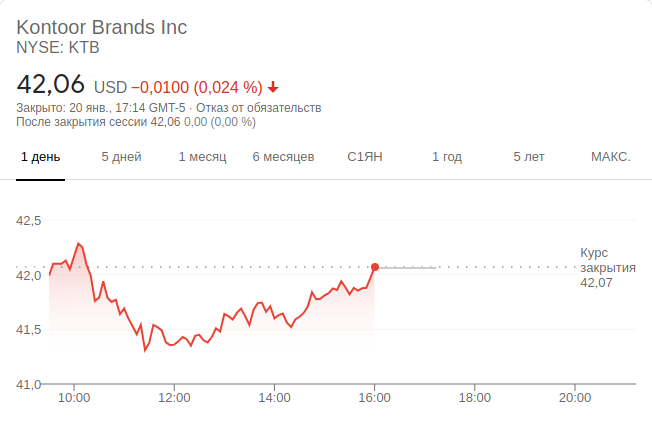 Kontoor Brands Inc
NYSE: KTB
42,06 USD −0,0100 (0,024 %)
Закрыто: 20 янв., 17:14 GMT-5 · Отказ от обязательств
После закрытия сессии 42,06 0,00 (0,00 %)
1 день 5 дней 1 месяц 6 месяцев С1ЯН 1 год 5 лет МАКС.
42,5
42,0
41,5
41,0
Курс
закрытия
42,07
10:00 12:00 14:00 16:00 18:00 20:00